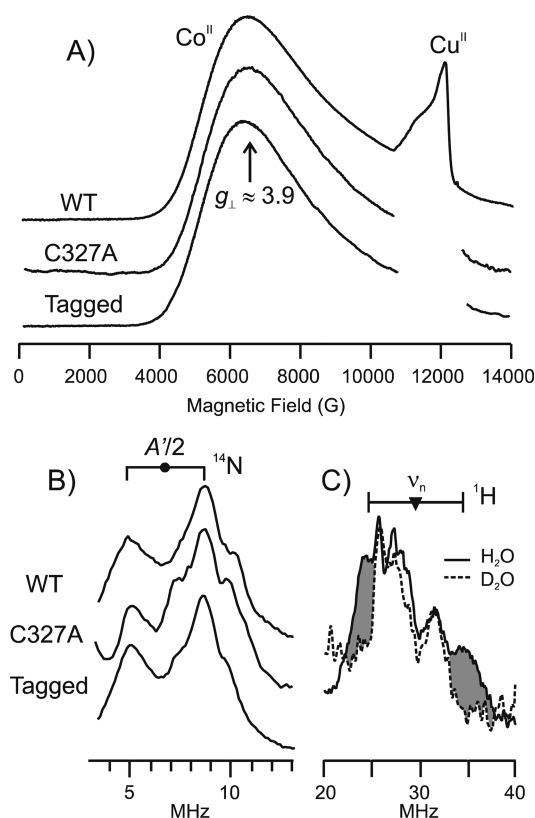 A)
Co^II
Cu^II
g⊥ ≈ 3.9
WT
C327A
Tagged
0 2000 4000 6000 8000 10000 12000 14000
Magnetic Field (G)
B)
A'/2
¹⁴N
WT
C327A
Tagged
5 10
MHz
C)
νₙ
¹H
H₂O
D₂O
20 30 40
MHz